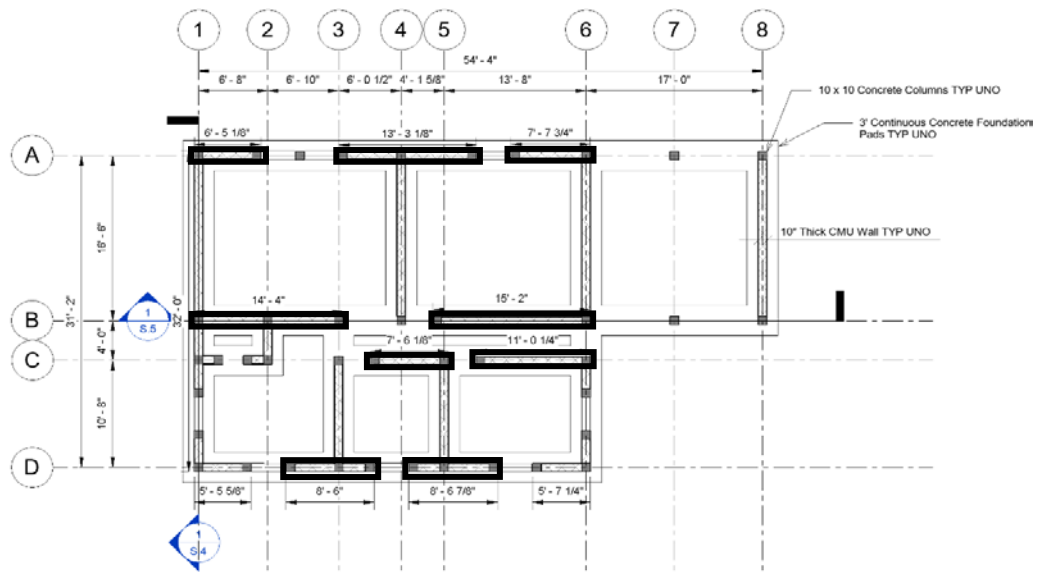 1 2 3 4 5 6 7 8
54' - 4"
6' - 8" 6' - 10" 6' - 0 1/2" 4' - 1 5/8" 13' - 8" 17' - 0"
10 x 10 Concrete Columns TYP UNO
3' Continuous Concrete Foundation
Pads TYP UNO
6' - 5 1/8" 13' - 3 1/8" 7' - 7 3/4"
A
16' - 6"
10" Thick CMU Wall TYP UNO
31' - 2"
32' - 0"
14' - 4" 15' - 2"
B
1
S.5
4' - 0"
7' - 6 1/8" 11' - 0 1/4"
C
10' - 8"
D
5' - 5 5/8" 8' - 6" 8' - 6 7/8" 5' - 7 1/4"
1
S.4